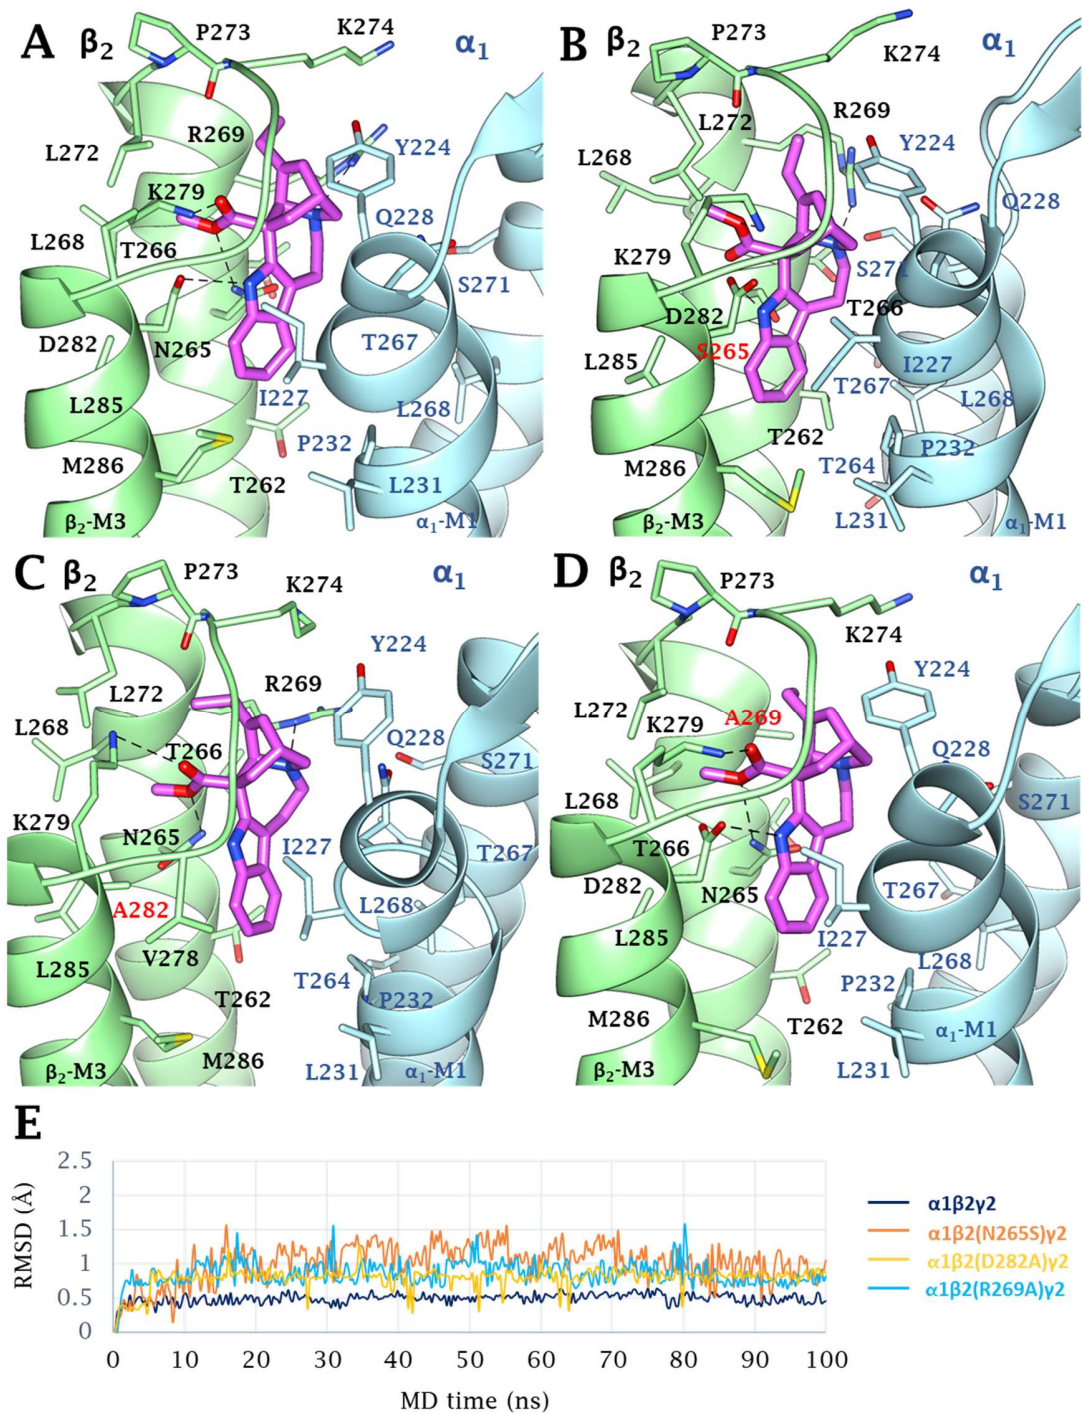 A β₂ P273 K274 α₁
R269
L272 Y224
K279 Q228
L268 T266
S271
D282 N265 T267
L285 I227 L268
M286 P232
T262 L231
β₂-M3 α₁-M1
B β₂ P273 K274 α₁
L272 R269
L268 Y224
Q228
K279 S271
D282 T266
L285 S265 I227
T267 L268
T262
M286 T264 P232
β₂-M3 L231 α₁-M1
C β₂ P273 K274 α₁
Y224
L272 R269
L268 T266 Q228 S271
K279 N265 I227 T267
A282 L268
L285 V278 T264 P232
T262
β₂-M3 M286 L231 α₁-M1
D β₂ P273 α₁
K274
Y224
L272 K279 A269
Q228
L268 T266 S271
D282 N265 T267
L285 I227
L268
P232
M286 T262 α₁-M1
β₂-M3 L231
E
RMSD (Å)
2.5
2
1.5
1
0.5
0
0 10 20 30 40 50 60 70 80 90 100
MD time (ns)
α1β2γ2
α1β2(N265S)γ2
α1β2(D282A)γ2
α1β2(R269A)γ2